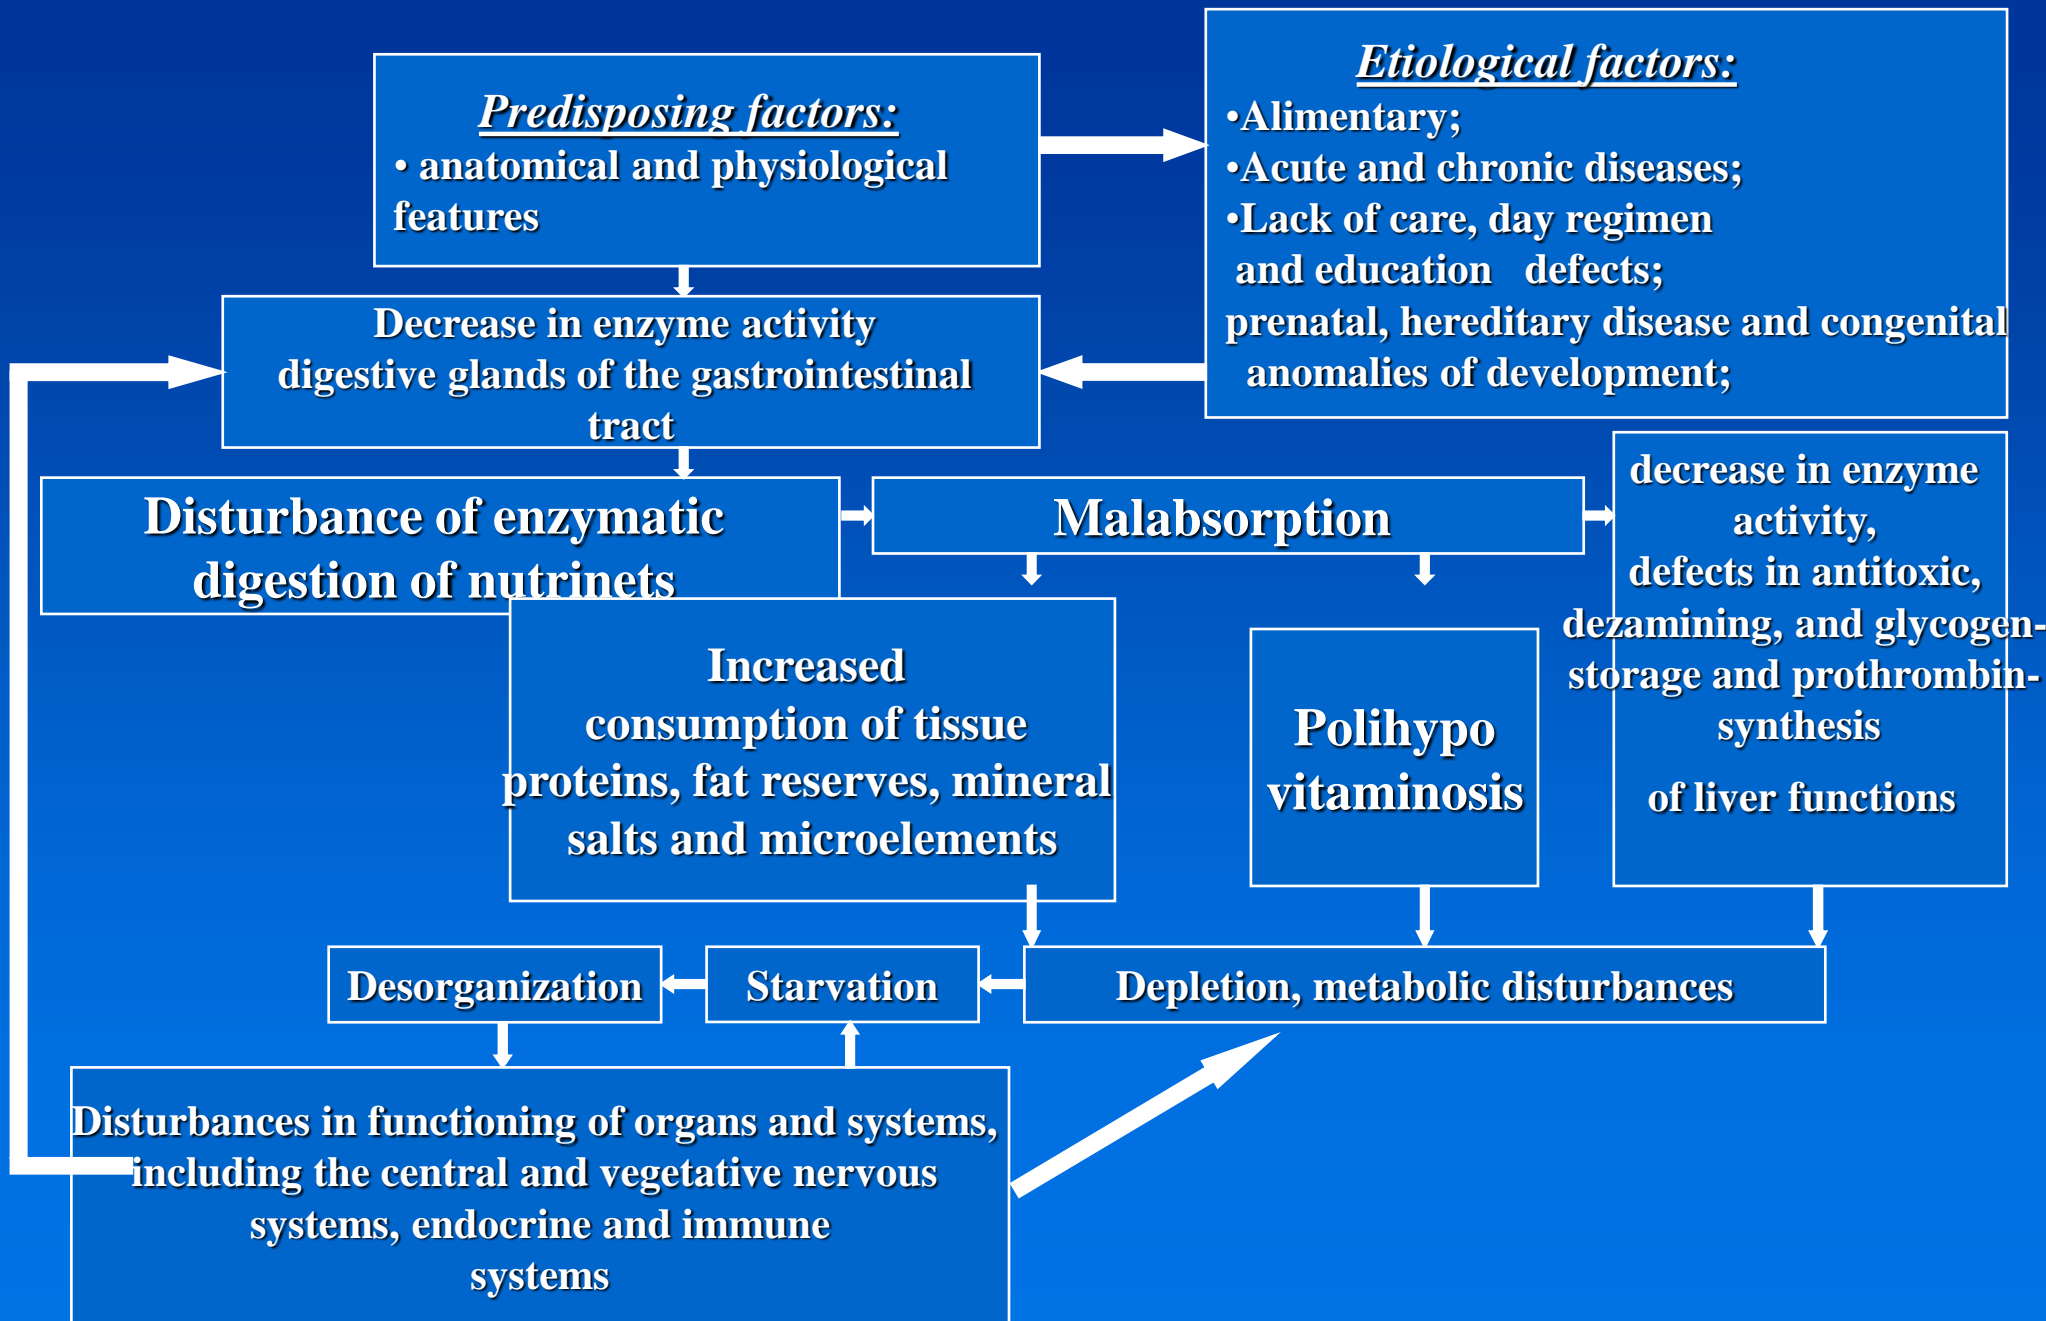 Predisposing factors:
• anatomical and physiological
features
Etiological factors:
•Alimentary;
•Acute and chronic diseases;
•Lack of care, day regimen
and education defects;
prenatal, hereditary disease and congenital
anomalies of development;
Decrease in enzyme activity
digestive glands of the gastrointestinal
tract
Disturbance of enzymatic
digestion of nutrinets
Malabsorption
decrease in enzyme
activity,
defects in antitoxic,
dezamining, and glycogen-
storage and prothrombin-
synthesis
of liver functions
Increased
consumption of tissue
proteins, fat reserves, mineral
salts and microelements
Polihypo
vitaminosis
Desorganization
Starvation
Depletion, metabolic disturbances
Disturbances in functioning of organs and systems,
including the central and vegetative nervous
systems, endocrine and immune
systems